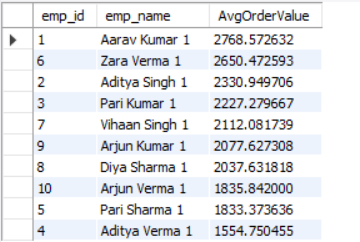 emp_id emp_name AvgOrderValue
1 Aarav Kumar 1 2768.572632
6 Zara Verma 1 2650.472593
2 Aditya Singh 1 2330.949706
3 Pari Kumar 1 2227.279667
7 Vihaan Singh 1 2112.081739
9 Arjun Kumar 1 2077.627308
8 Diya Sharma 1 2037.631818
10 Arjun Verma 1 1835.842000
5 Pari Sharma 1 1833.373636
4 Aditya Verma 1 1554.750455